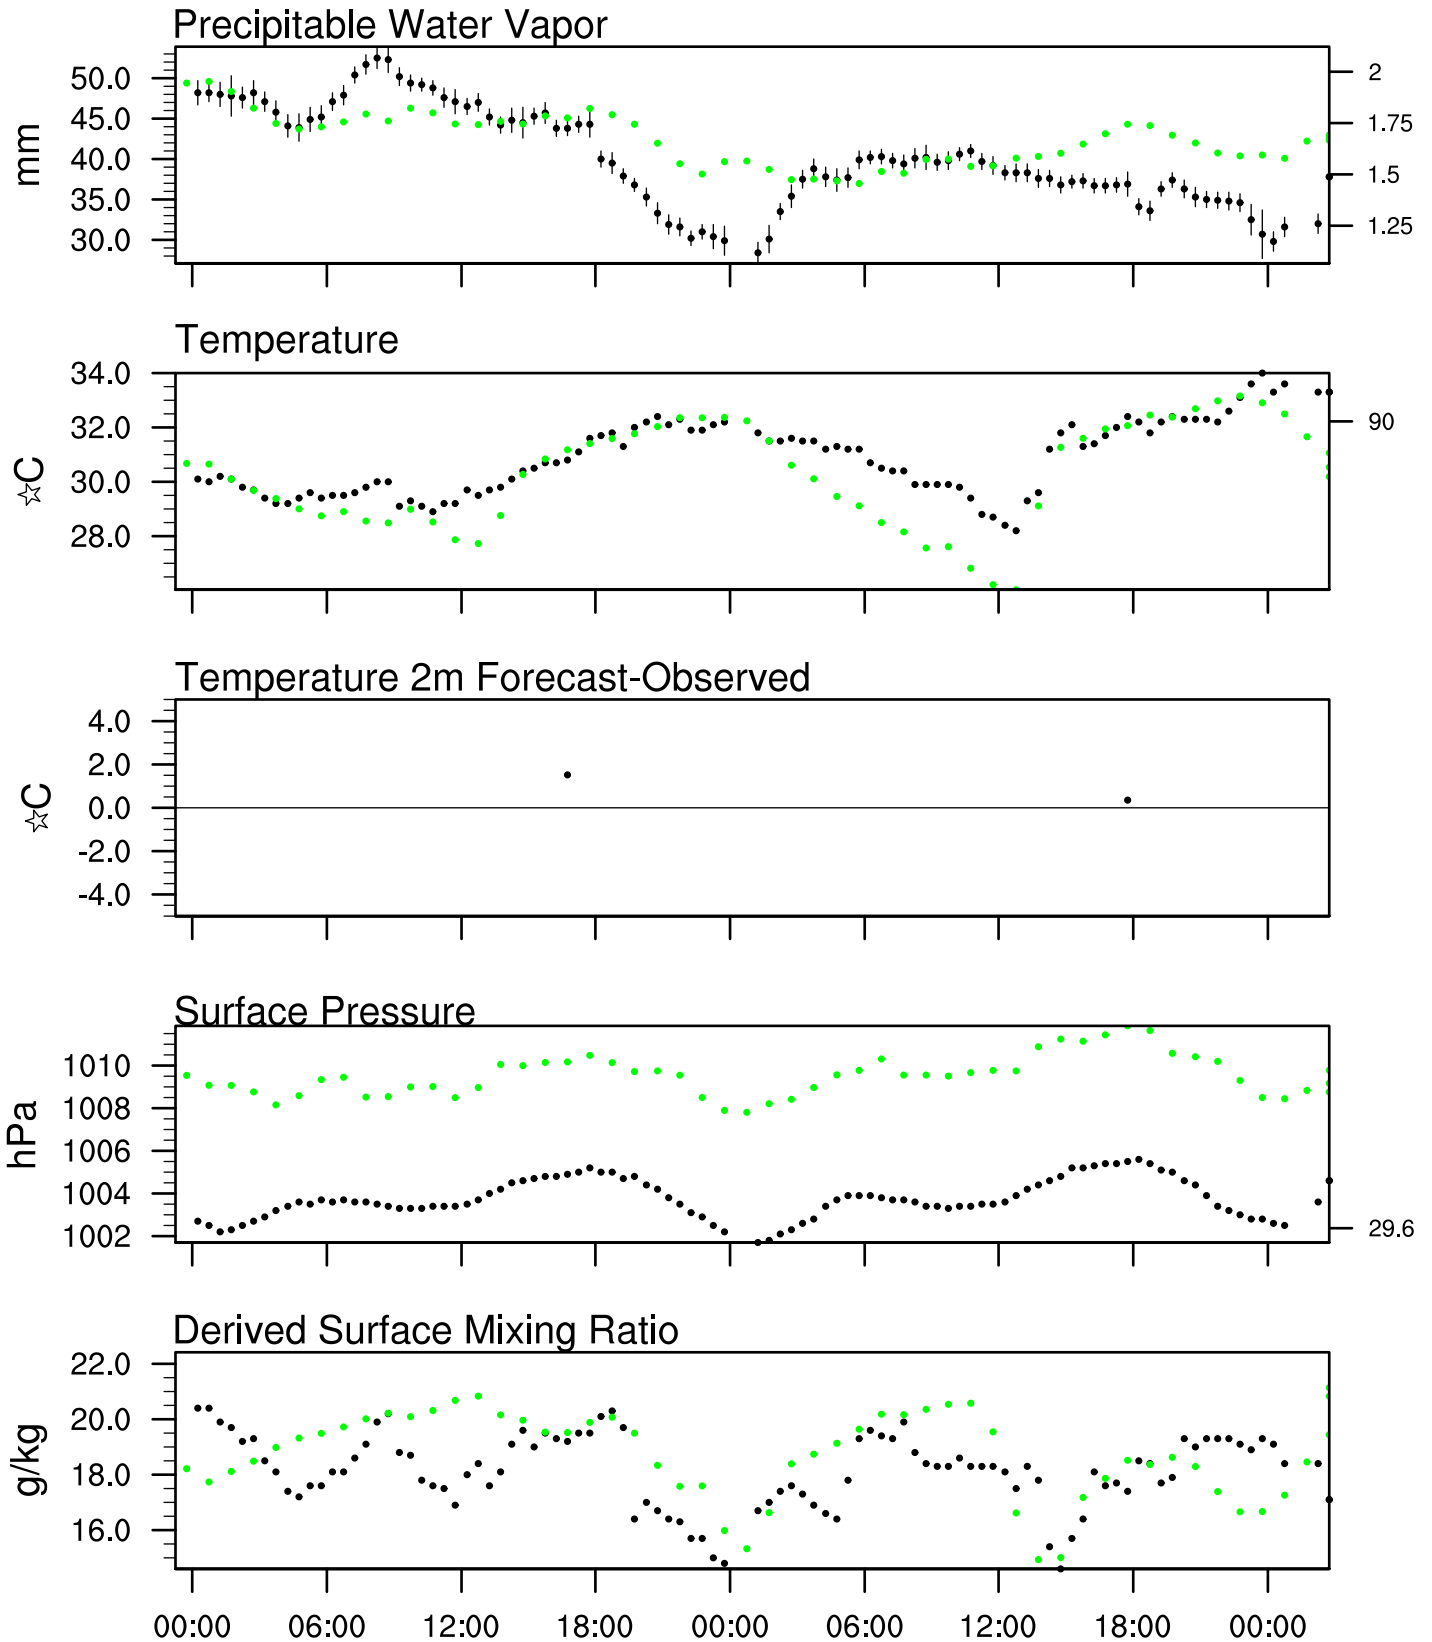 Precipitable Water Vapor
50.0
45.0
40.0
35.0
30.0
mm
2
1.75
1.5
1.25
Temperature
34.0
32.0
30.0
28.0
☆C
90
Temperature 2m Forecast-Observed
4.0
2.0
0.0
-2.0
-4.0
☆C
Surface Pressure
1010
1008
1006
1004
1002
hPa
29.6
Derived Surface Mixing Ratio
22.0
20.0
18.0
16.0
g/kg
00:00 06:00 12:00 18:00 00:00 06:00 12:00 18:00 00:00